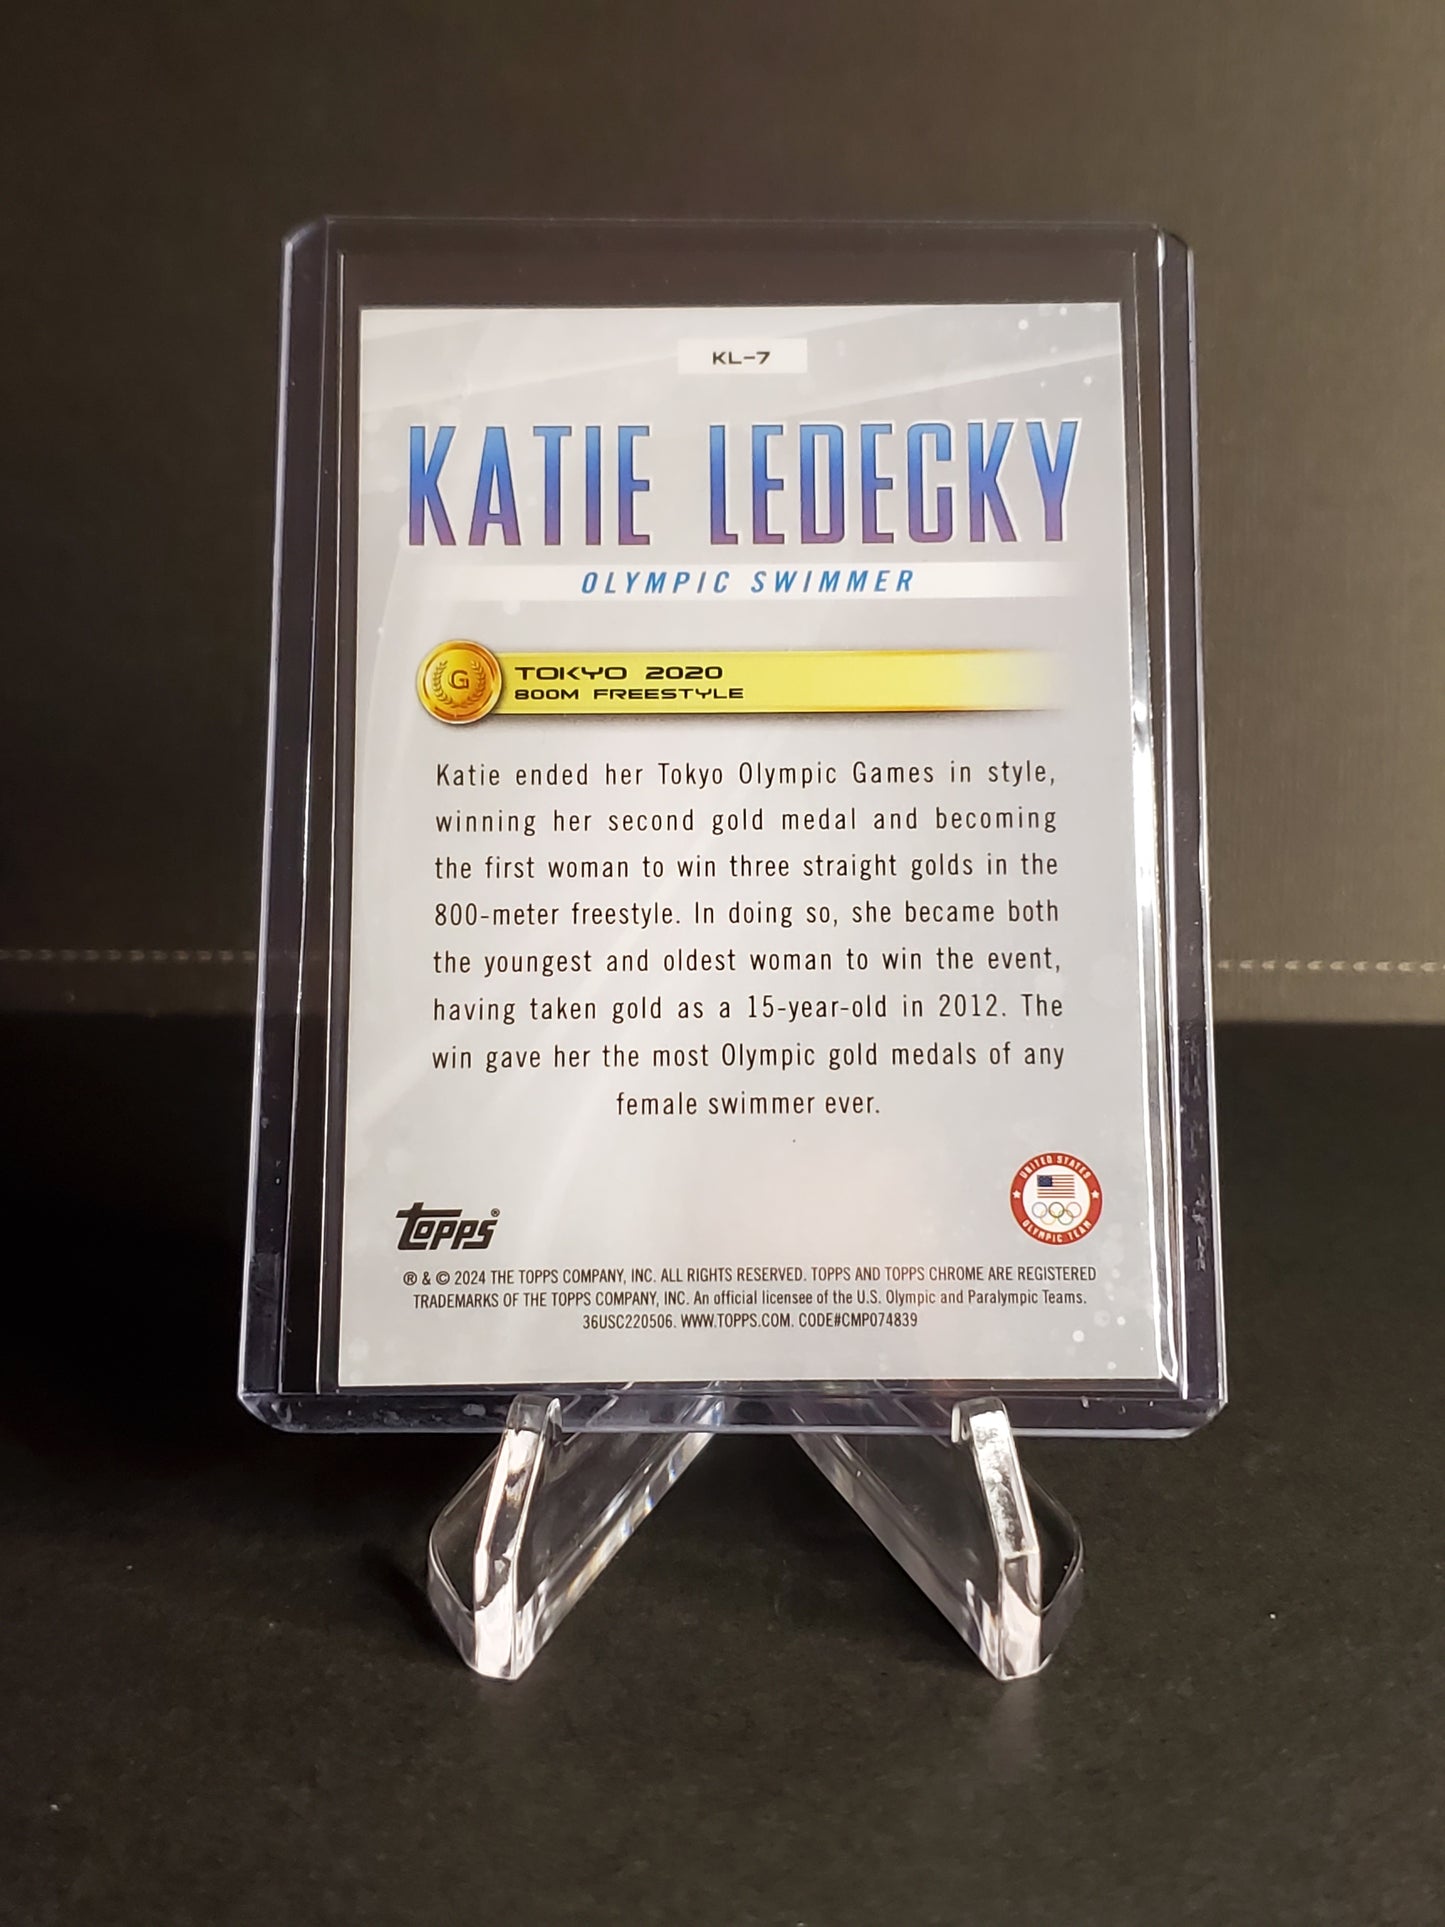 KL-7
KATIE LEDECKY
OLYMPIC SWIMMER
G
TOKYO 2020
800M FREESTYLE
Katie ended her Tokyo Olympic Games in style,
winning her second gold medal and becoming
the first woman to win three straight golds in the
800-meter freestyle. In doing so, she became both
the youngest and oldest woman to win the event,
having taken gold as a 15-year-old in 2012. The
win gave her the most Olympic gold medals of any
female swimmer ever.
UNITED STATES
OLYMPIC TEAM
topps®
® & © 2024 THE TOPPS COMPANY, INC. ALL RIGHTS RESERVED. TOPPS AND TOPPS CHROME ARE REGISTERED
TRADEMARKS OF THE TOPPS COMPANY, INC. An official licensee of the U.S. Olympic and Paralympic Teams.
36USC220506. WWW.TOPPS.COM. CODE#CMP074839